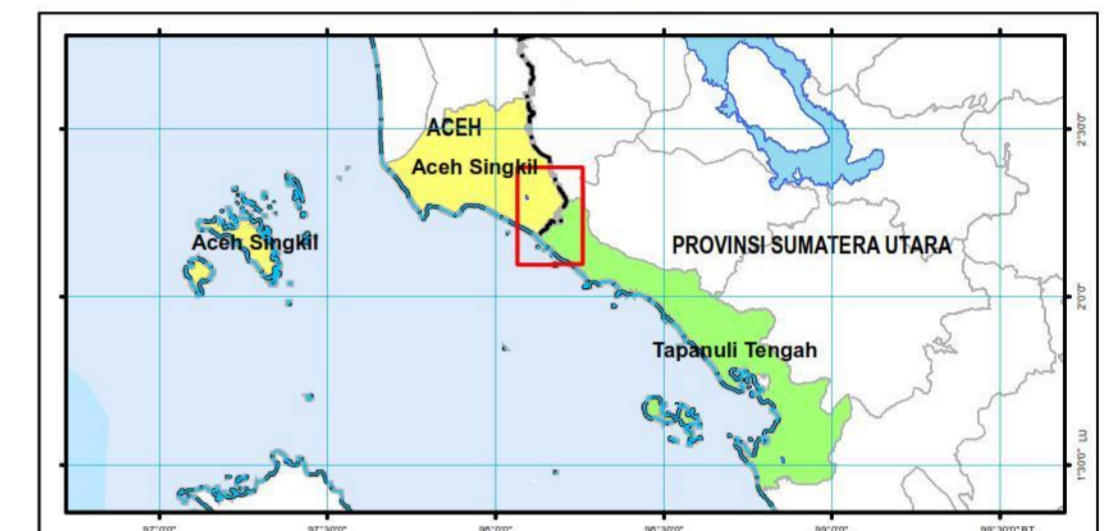 ACEH
Aceh Singkil
Aceh Singkil
PROVINSI SUMATERA UTARA
Tapanuli Tengah
2°30'0"
2°0'0"
1°30'0" LU
97°0'0" 97°30'0" 98°0'0" 98°30'0" 99°0'0" 99°30'0" BT